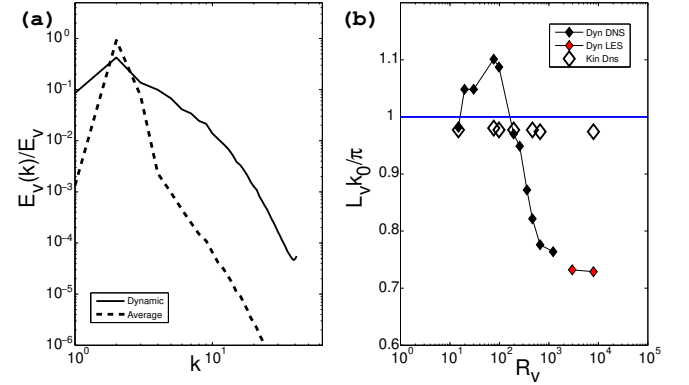 (a)
10^0
10^-1
10^-2
10^-3
10^-4
10^-5
10^-6
E_v(k)/E_v
Dynamic
Average
10^0
10^1
k
(b)
1.1
1
0.9
0.8
0.7
0.6
L_v k_0/π
Dyn DNS
Dyn LES
Kin Dns
10^0
10^1
10^2
10^3
10^4
10^5
R_v